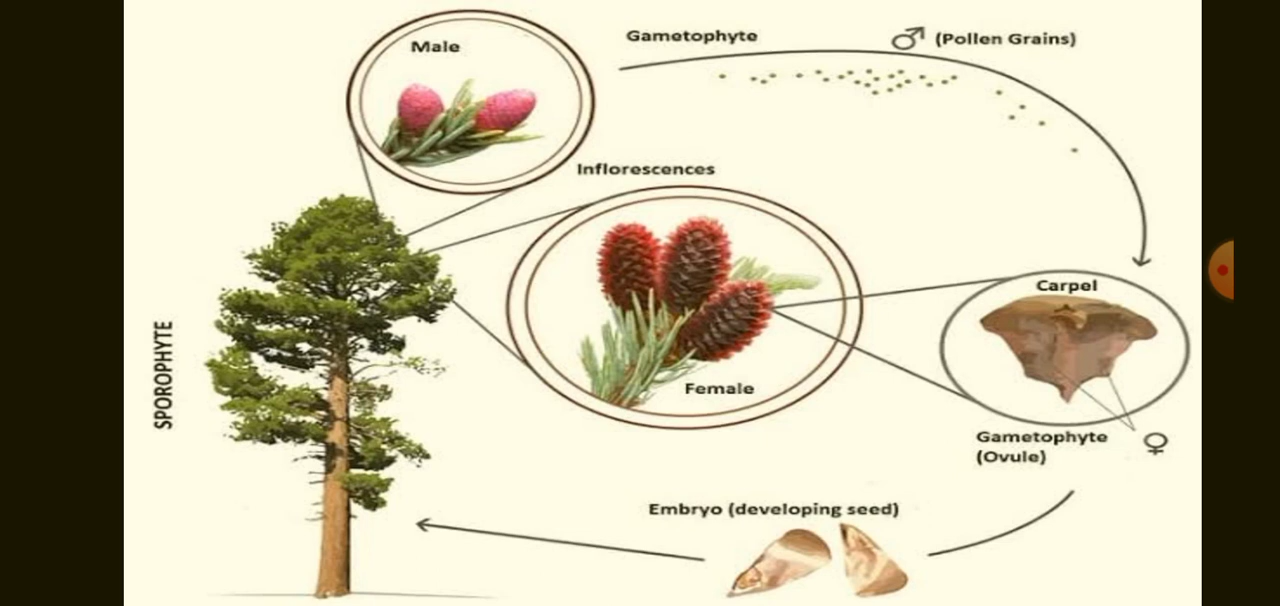 Male
Gametophyte
♂ (Pollen Grains)
Inflorescences
Carpel
SPOROPHYTE
Female
Gametophyte
(Ovule)
♀
Embryo (developing seed)